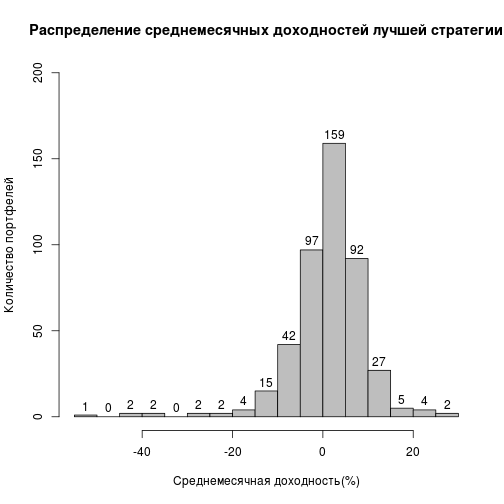 Распределение среднемесячных доходностей лучшей стратегии
Количество портфелей
200
150
100
50
0
1 0 2 2 0 2 2 4 15 42 97 159 92 27 5 4 2
-40 -20 0 20
Среднемесячная доходность(%)